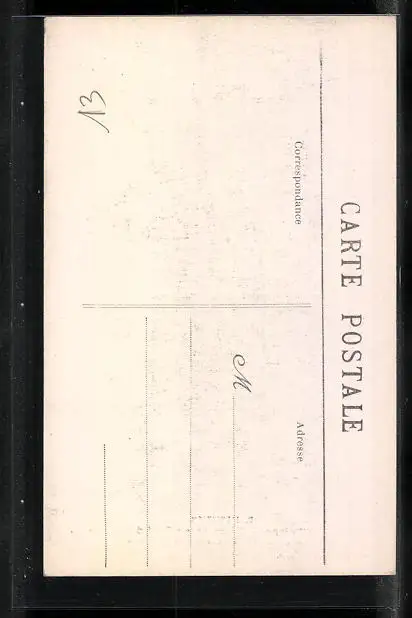 CARTE POSTALE
Correspondance
Adresse
M
13